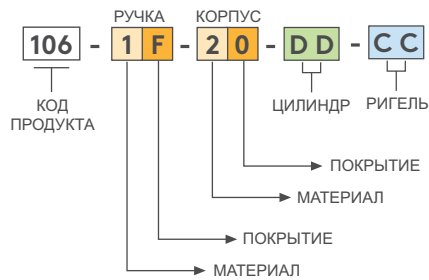 РУЧКА КОРПУС
106 - 1 F - 2 0 - D D - C C
КОД ПРОДУКТА
ЦИЛИНДР РИГЕЛЬ
ПОКРЫТИЕ
МАТЕРИАЛ
ПОКРЫТИЕ
МАТЕРИАЛ